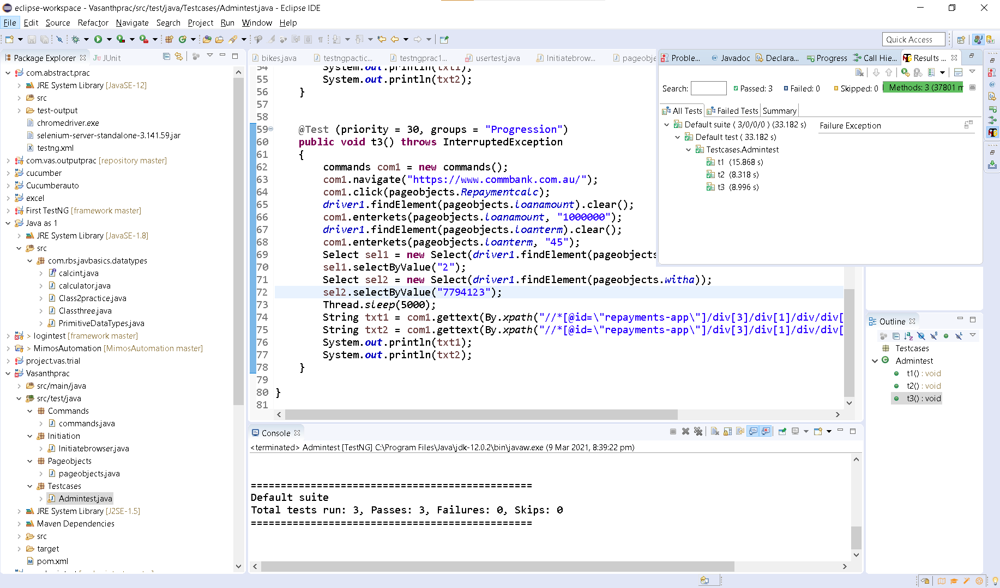 eclipse-workspace - Vasanthprac/src/test/java/Testcases/Admintest.java - Eclipse IDE
File Edit Source Refactor Navigate Search Project Run Window Help
Quick Access
Package Explorer
JUnit
com.abstract.prac
JRE System Library [JavaSE-12]
src
test-output
chromedriver.exe
selenium-server-standalone-3.141.59.jar
testng.xml
com.vas.outputprac [repository master]
cucumber
Cucumberauto
excel
First TestNG [framework master]
Java as 1
JRE System Library [JavaSE-1.8]
src
com.rbs.javbasics.datatypes
calcint.java
calculator.java
Class2practice.java
Classthree.java
PrimitiveDataTypes.java
> logintest [framework master]
> MimosAutomation [MimosAutomation master]
project.vas.trial
Vasanthprac
src/main/java
src/test/java
Commands
commands.java
Initiation
Initiatebrowser.java
Pageobjects
pageobjects.java
Testcases
Admintest.java
JRE System Library [J2SE-1.5]
Maven Dependencies
src
target
pom.xml
bikes.java testngpactic... testngprac1... usertest.java Initiatebrow... pageobje
54 System.out.println(txt1);
55 System.out.println(txt2);
56 }
57
58
59 @Test (priority = 30, groups = "Progression")
60 public void t3() throws InterruptedException
61 {
62 commands com1 = new commands();
63 com1.navigate("https://www.commbank.com.au/");
64 com1.click(pageobjects.Repaymentcalc);
65 driver1.findElement(pageobjects.loanamount).clear();
66 com1.enterkets(pageobjects.loanamount, "1000000");
67 driver1.findElement(pageobjects.loanterm).clear();
68 com1.enterkets(pageobjects.loanterm, "45");
69 Select sel1 = new Select(driver1.findElement(pageobjects
70 sel1.selectByValue("2");
71 Select sel2 = new Select(driver1.findElement(pageobjects.witha));
72 sel2.selectByValue("7794123");
73 Thread.sleep(5000);
74 String txt1 = com1.gettext(By.xpath("//*[@id=\"repayments-app\"]/div[3]/div[1]/div/div[
75 String txt2 = com1.gettext(By.xpath("//*[@id=\"repayments-app\"]/div[3]/div[1]/div/div[
76 System.out.println(txt1);
77 System.out.println(txt2);
78 }
79
80 }
81
Proble... Javadoc Declara... Progress Call Hie... Results ...
Search: Passed: 3 Failed: 0 Skipped: 0 Methods: 3 (37801 m
All Tests Failed Tests Summary
Default suite ( 3/0/0/0 ) (33.182 s)
Default test ( 33.182 s)
Testcases.Admintest
t1 (15.868 s)
t2 (8.318 s)
t3 (8.996 s)
Failure Exception
Outline
Testcases
Admintest
t1() : void
t2() : void
t3() : void
Console
<terminated> Admintest [TestNG] C:\Program Files\Java\jdk-12.0.2\bin\javaw.exe (9 Mar 2021, 8:39:22 pm)
===============================================
Default suite
Total tests run: 3, Passes: 3, Failures: 0, Skips: 0
===============================================